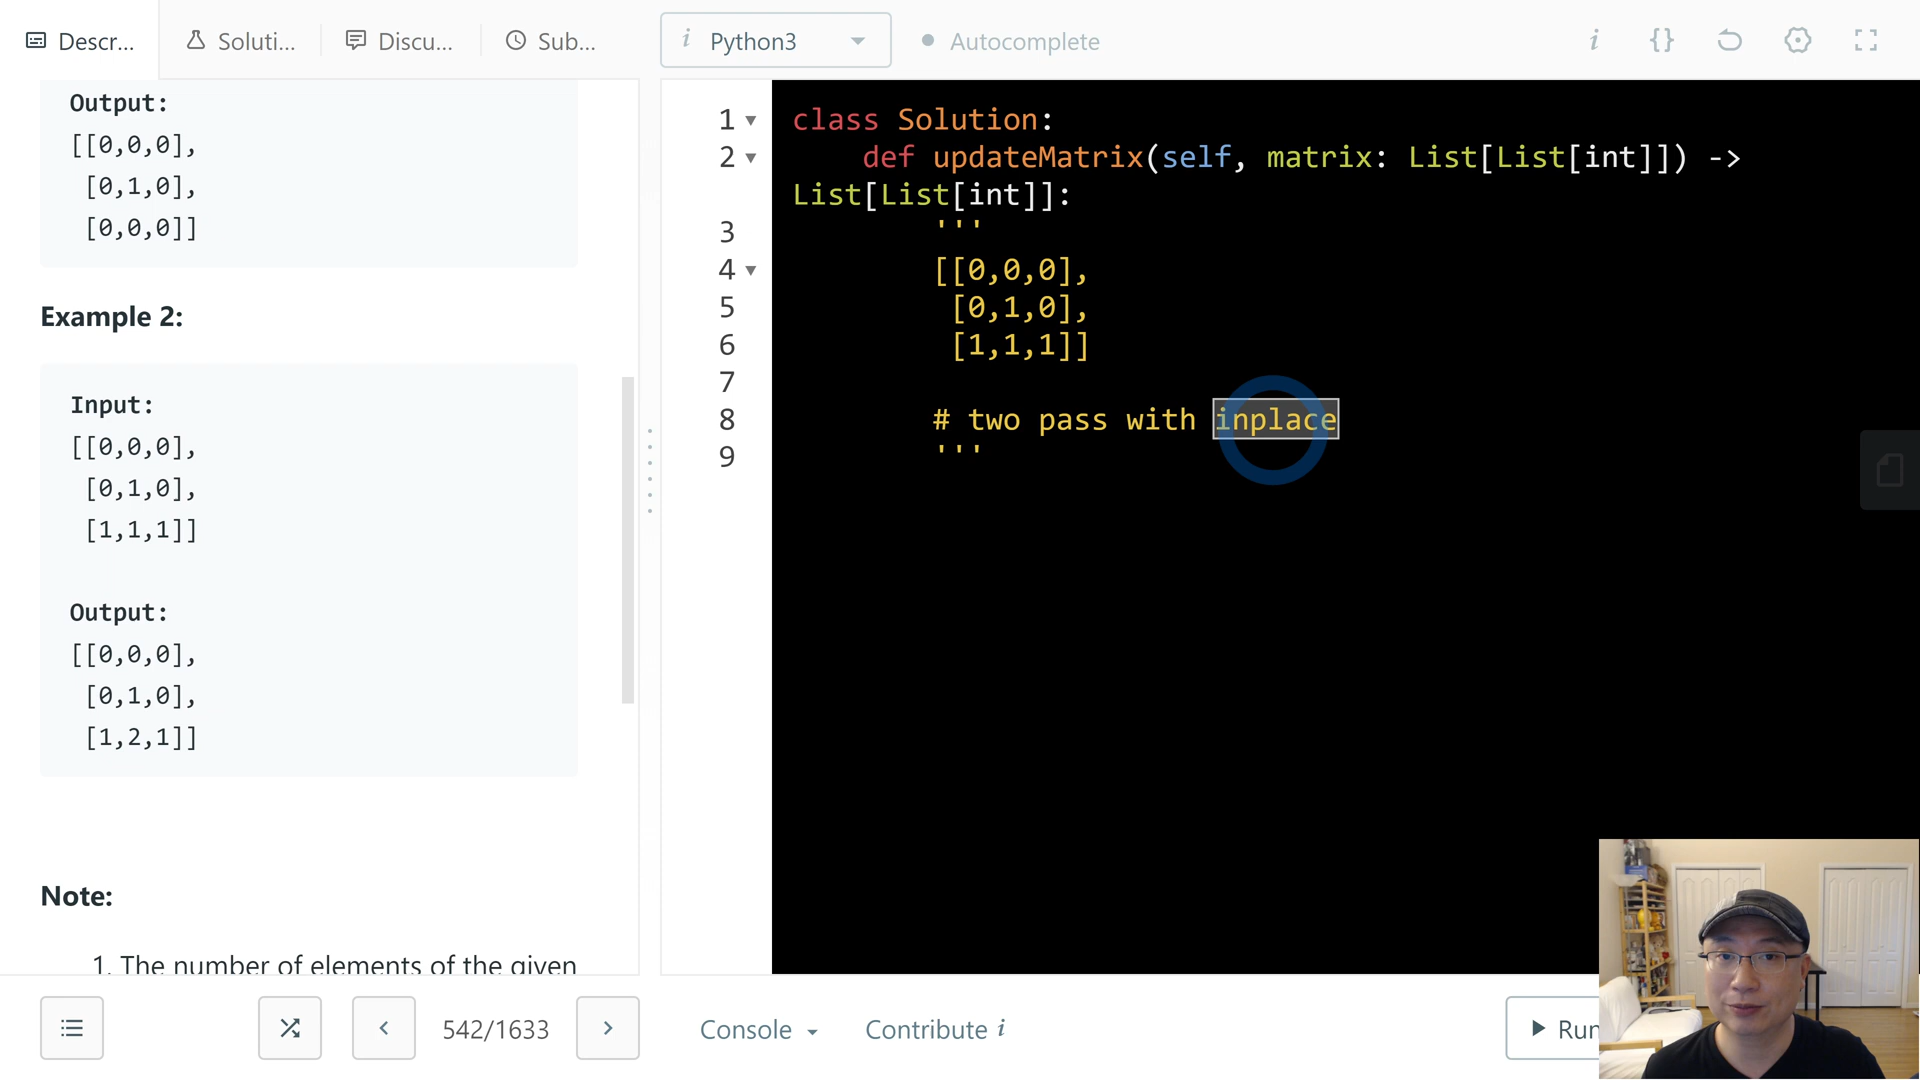 Descr...
Soluti...
Discu...
Sub...
i Python3
Autocomplete
i {}
Output:
[[0,0,0],
[0,1,0],
[0,0,0]]
Example 2:
Input:
[[0,0,0],
[0,1,0],
[1,1,1]]
Output:
[[0,0,0],
[0,1,0],
[1,2,1]]
Note:
1. The number of elements of the given
1 class Solution:
2 def updateMatrix(self, matrix: List[List[int]]) ->
List[List[int]]:
3 '''
4 [[0,0,0],
5 [0,1,0],
6 [1,1,1]]
7
8 # two pass with inplace
9 '''
542/1633
Console
Contribute i
Run